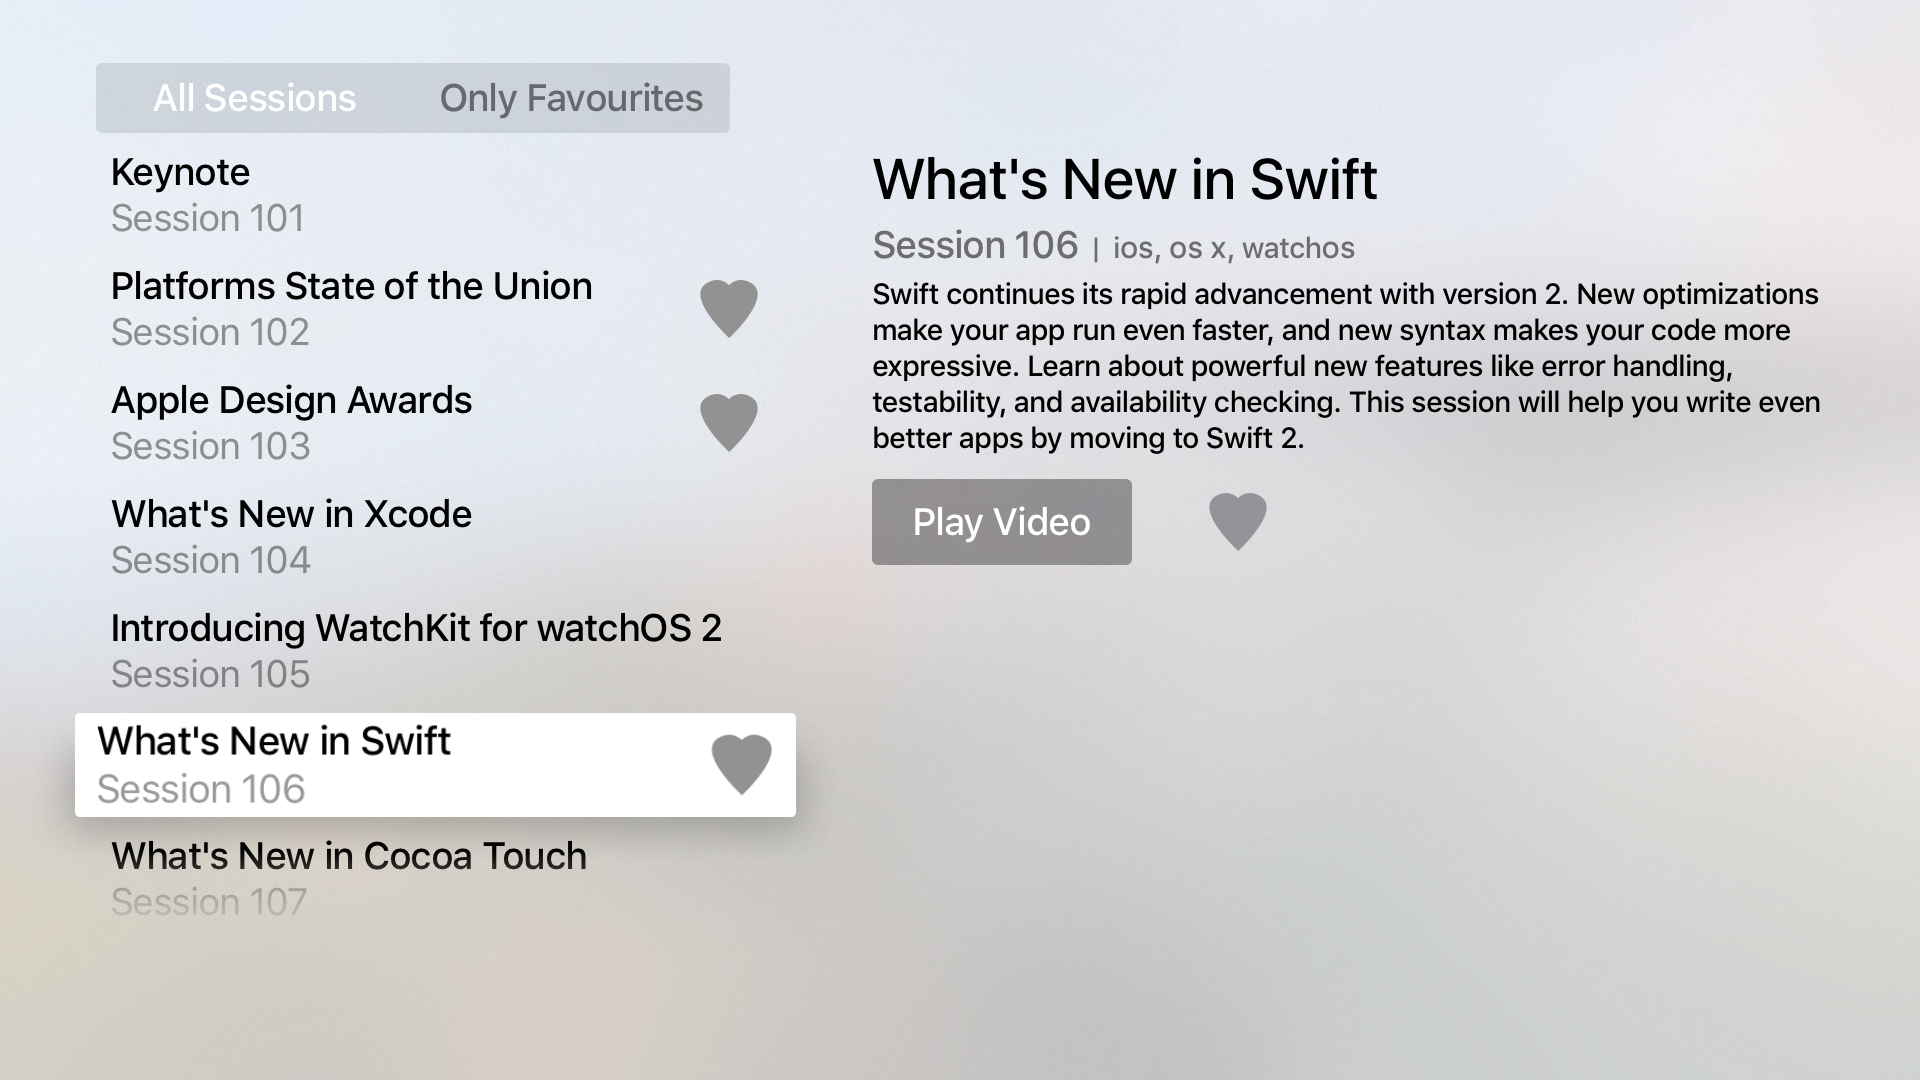 All Sessions
Only Favourites
Keynote
Session 101
Platforms State of the Union
Session 102
Apple Design Awards
Session 103
What's New in Xcode
Session 104
Introducing WatchKit for watchOS 2
Session 105
What's New in Swift
Session 106
What's New in Cocoa Touch
Session 107
What's New in Swift
Session 106 | ios, os x, watchos
Swift continues its rapid advancement with version 2. New optimizations
make your app run even faster, and new syntax makes your code more
expressive. Learn about powerful new features like error handling,
testability, and availability checking. This session will help you write even
better apps by moving to Swift 2.
Play Video